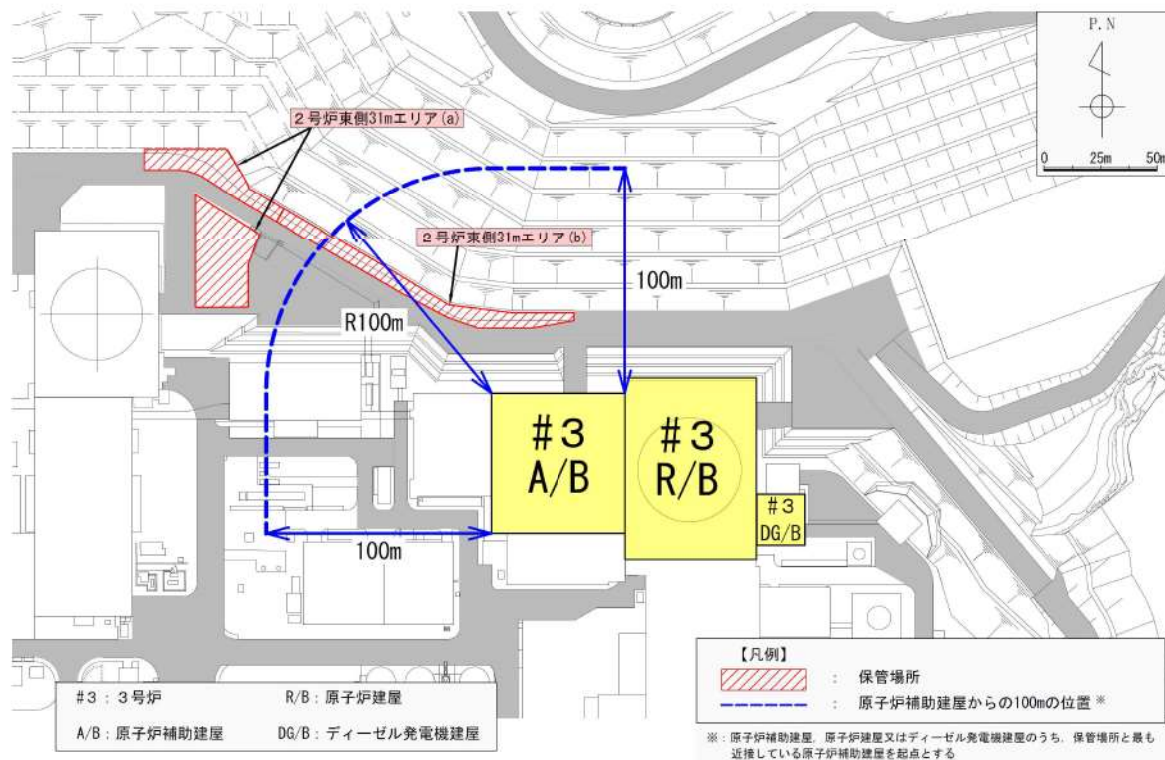 P.N
0 25m 50m
2号炉東側31mエリア(a)
2号炉東側31mエリア(b)
100m
R100m
#3
A/B
#3
R/B
#3
DG/B
100m
#3：3号炉 R/B：原子炉建屋
A/B：原子炉補助建屋 DG/B：ディーゼル発電機建屋
【凡例】
： 保管場所
： 原子炉補助建屋からの100mの位置※
※：原子炉補助建屋，原子炉建屋又はディーゼル発電機建屋のうち，保管場所と最も
近接している原子炉補助建屋を起点とする